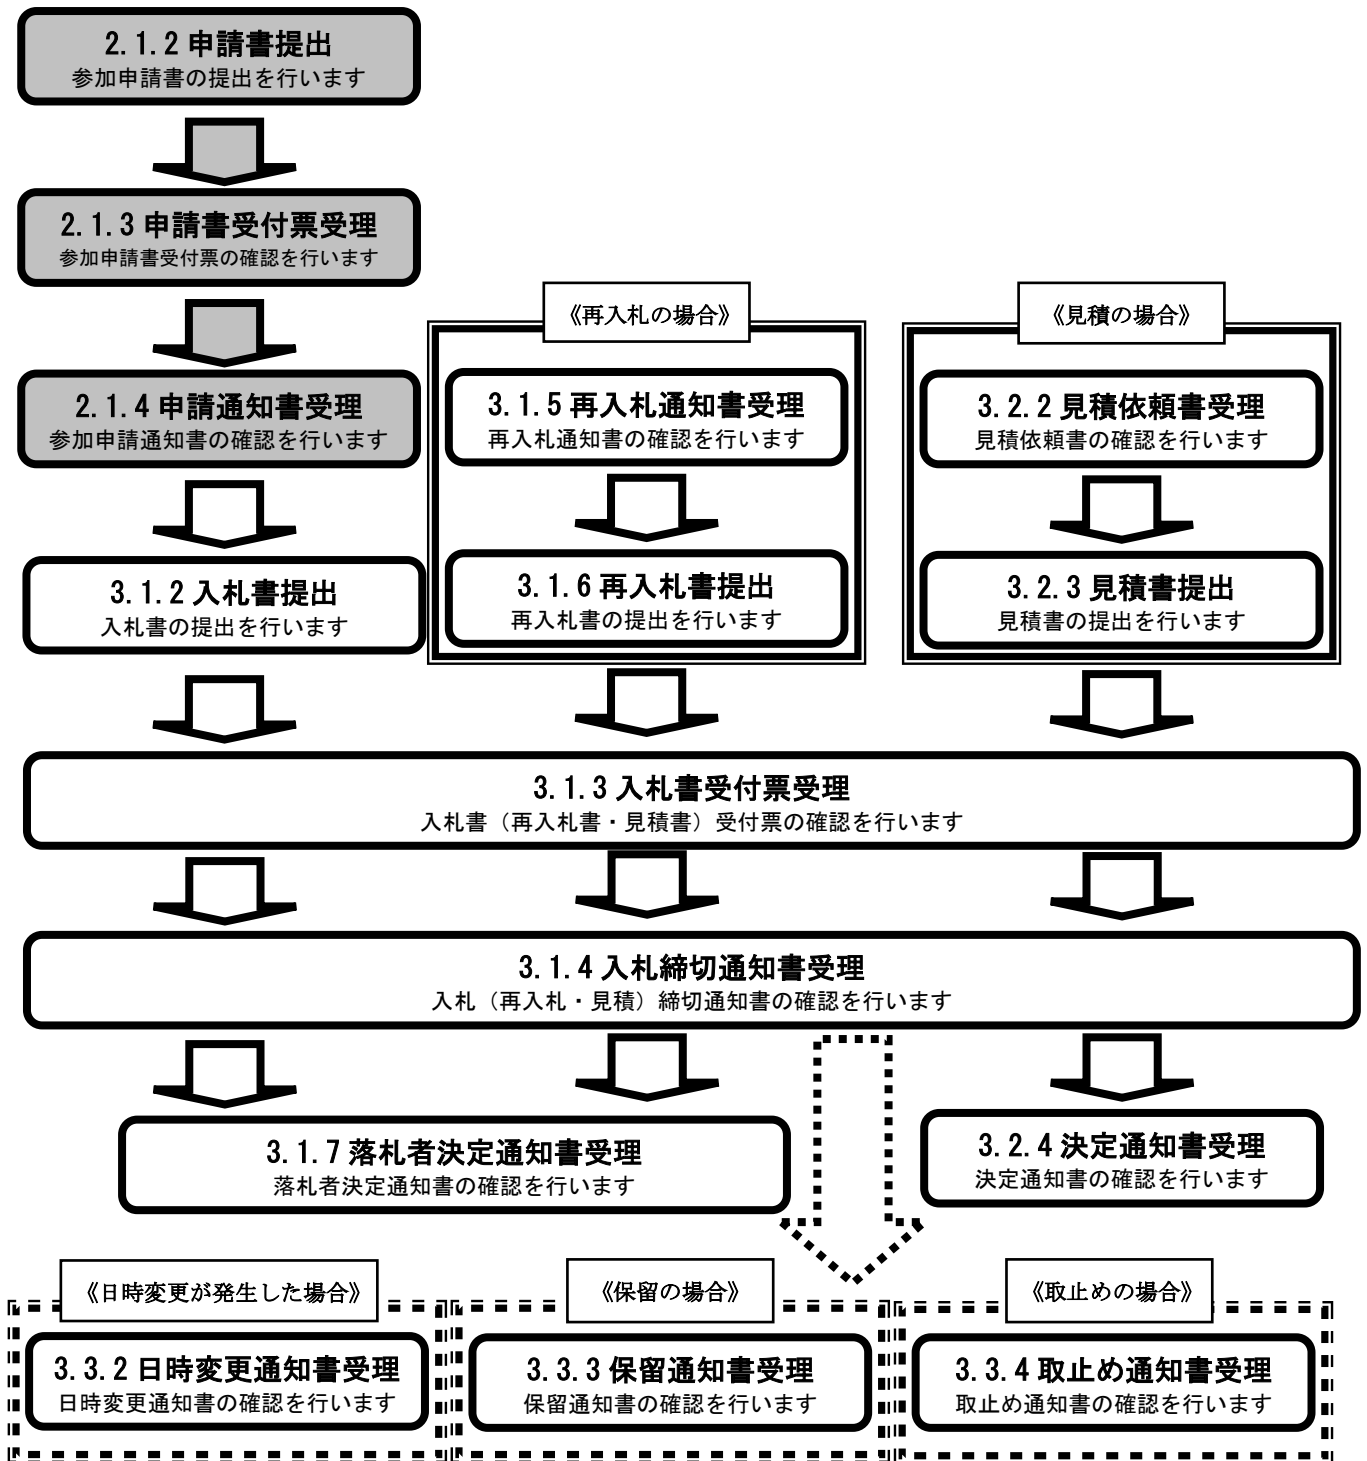 2.1.2 申請書提出
参加申請書の提出を行います
2.1.3 申請書受付票受理
参加申請書受付票の確認を行います
2.1.4 申請通知書受理
参加申請通知書の確認を行います
3.1.2 入札書提出
入札書の提出を行います
《再入札の場合》
3.1.5 再入札通知書受理
再入札通知書の確認を行います
3.1.6 再入札書提出
再入札書の提出を行います
《見積の場合》
3.2.2 見積依頼書受理
見積依頼書の確認を行います
3.2.3 見積書提出
見積書の提出を行います
3.1.3 入札書受付票受理
入札書（再入札書・見積書）受付票の確認を行います
3.1.4 入札締切通知書受理
入札（再入札・見積）締切通知書の確認を行います
3.1.7 落札者決定通知書受理
落札者決定通知書の確認を行います
3.2.4 決定通知書受理
決定通知書の確認を行います
《日時変更が発生した場合》
3.3.2 日時変更通知書受理
日時変更通知書の確認を行います
《保留の場合》
3.3.3 保留通知書受理
保留通知書の確認を行います
《取止めの場合》
3.3.4 取止め通知書受理
取止め通知書の確認を行います